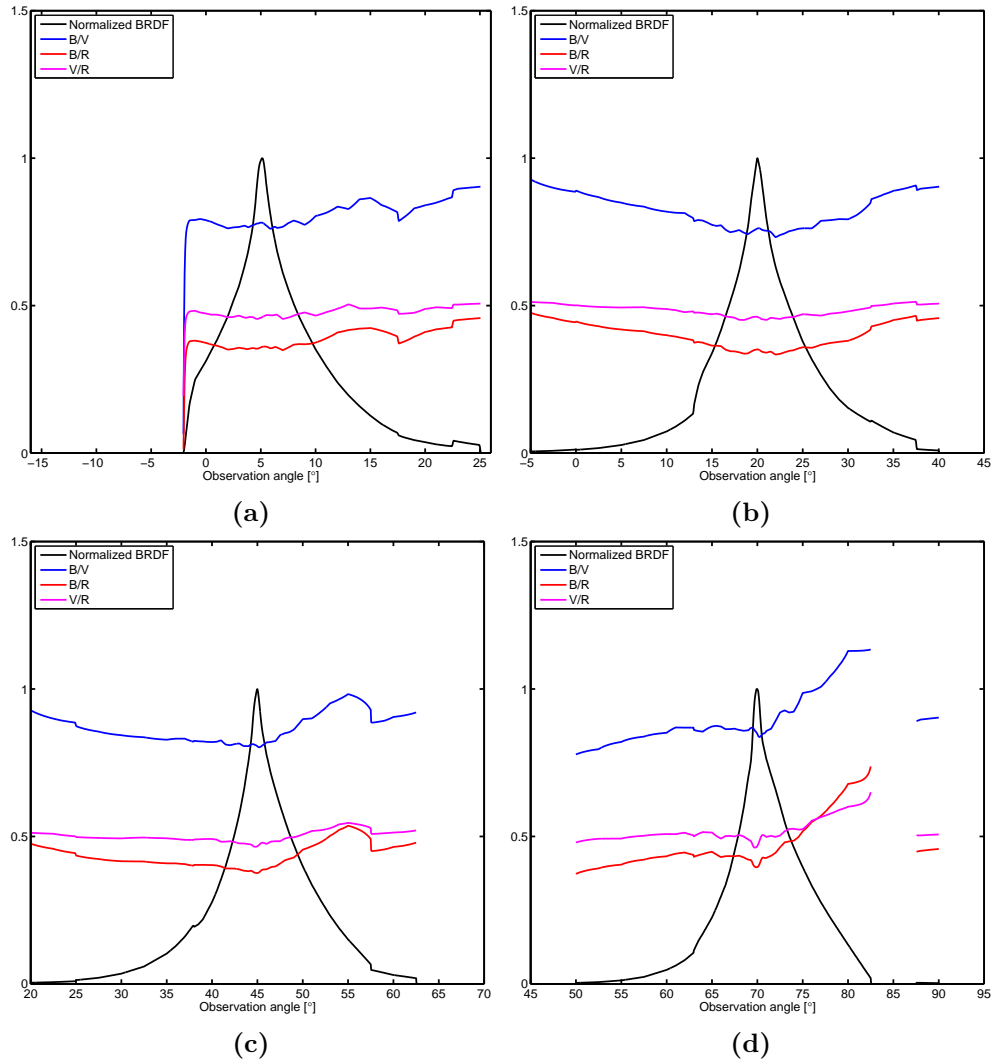 1.5
1
0.5
0
Normalized BRDF
B/V
B/R
V/R
−15 −10 −5 0 5 10 15 20 25
Observation angle [°]
(a)
1.5
1
0.5
0
Normalized BRDF
B/V
B/R
V/R
−5 0 5 10 15 20 25 30 35 40 45
Observation angle [°]
(b)
1.5
1
0.5
0
Normalized BRDF
B/V
B/R
V/R
20 25 30 35 40 45 50 55 60 65 70
Observation angle [°]
(c)
1.5
1
0.5
0
Normalized BRDF
B/V
B/R
V/R
45 50 55 60 65 70 75 80 85 90 95
Observation angle [°]
(d)